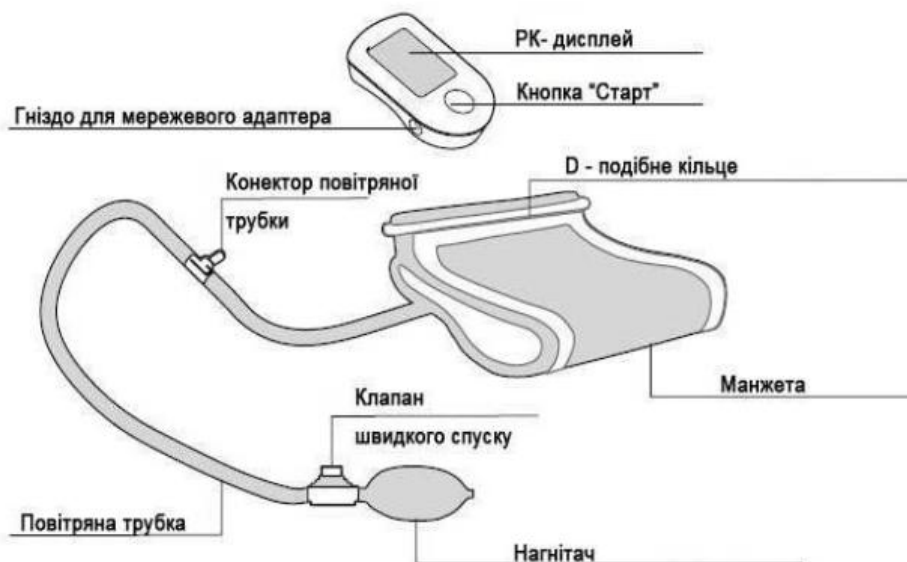 РК- дисплей
Кнопка "Старт"
Гніздо для мережевого адаптера
D - подібне кільце
Конектор повітряної
трубки
Манжета
Клапан
швидкого спуску
Повітряна трубка
Нагнітач